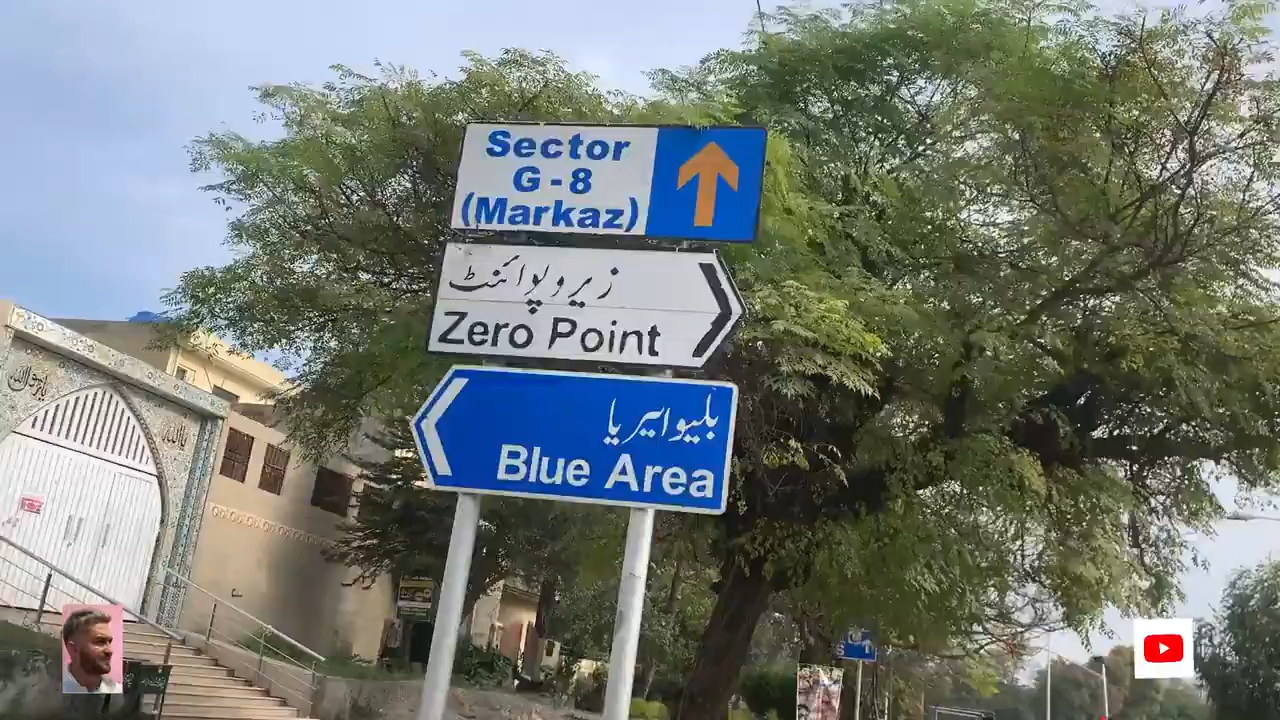 Sector
G-8
(Markaz)
زیرو پوائنٹ
Zero Point
بلیو ایریا
Blue Area